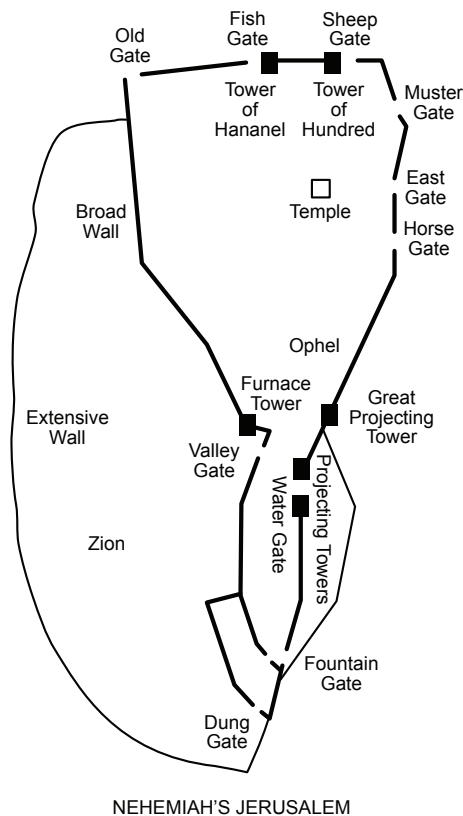 Old
Gate
Fish
Gate
Sheep
Gate
Tower
of
Hananel
Tower
of
Hundred
Muster
Gate
East
Gate
Temple
Broad
Wall
Horse
Gate
Ophel
Furnace
Tower
Great
Projecting
Tower
Extensive
Wall
Valley
Gate
Projecting Towers
Water Gate
Zion
Fountain
Gate
Dung
Gate
NEHEMIAH'S JERUSALEM